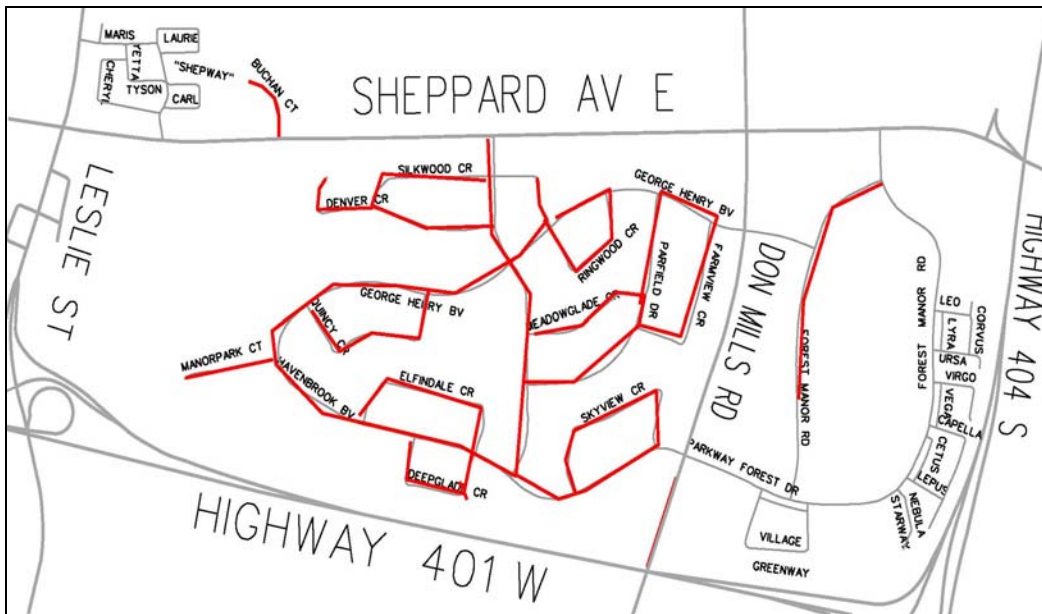 MARIS
LAURIE
YETTA
CHERYL
"SHEPWAY"
TYSON
CARL
BUCHAN CT
SHEPPARD AV E
LESLIE ST
SILKWOOD CR
DENVER CR
GEORGE HENRY BV
RINGWOOD CR
PARFIELD DR
FARMVIEW CR
DON MILLS RD
HIGHWAY 404 S
FOREST MANOR RD
LEO
LYRA
CORVUS
URSA
VIRGO
VEGA
CAPELLA
CETUS
LEPUS
NEBULA
STARWAY
GEORGE HENRY BV
QUINCY CR
MEADOWGLADE CR
MANORPARK CT
HAVENBROOK BV
ELFINDALE CR
SKYVIEW CR
FOREST MANOR RD
DEEPGLADE CR
PARKWAY FOREST DR
VILLAGE
GREENWAY
HIGHWAY 401 W